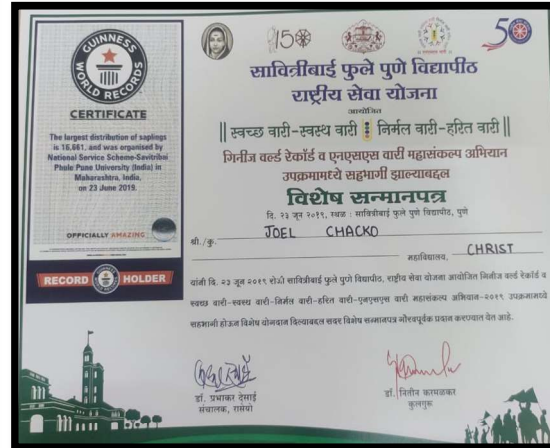 GUINNESS
WORLD RECORDS
CERTIFICATE
The largest distribution of saplings
is 16,661, and was organised by
National Service Scheme-Savitribai
Phule Pune University (India) in
Maharashtra, India,
on 23 June 2019.
OFFICIALLY AMAZING
RECORD HOLDER
150
50
सावित्रीबाई फुले पुणे विद्यापीठ
राष्ट्रीय सेवा योजना
आयोजित
|| स्वच्छ वारी-स्वस्थ वारी निर्मल वारी-हरित वारी ||
गिनीज वर्ल्ड रेकॉर्ड व एनएसएस वारी महासंकल्प अभियान
उपक्रमामध्ये सहभागी झाल्याबद्दल
विशेष सन्मानपत्र
दि. २३ जून २०१९, स्थळ : सावित्रीबाई फुले पुणे विद्यापीठ, पुणे
श्री./कु. JOEL CHACKO
महाविद्यालय, CHRIST
यांनी दि. २३ जून २०१९ रोजी सावित्रीबाई फुले पुणे विद्यापीठ, राष्ट्रीय सेवा योजना आयोजित गिनीज वर्ल्ड रेकॉर्ड व
स्वच्छ वारी-स्वस्थ वारी-निर्मल वारी-हरित वारी-एनएसएस वारी महासंकल्प अभियान-२०१९ उपक्रमामध्ये
सहभागी होऊन विशेष योगदान दिल्याबद्दल सदर विशेष सन्मानपत्र गौरवपूर्वक प्रदान करण्यात येत आहे.
डॉ. प्रभाकर देसाई
संचालक, रासेयो
डॉ. नितीन करमळकर
कुलगुरू